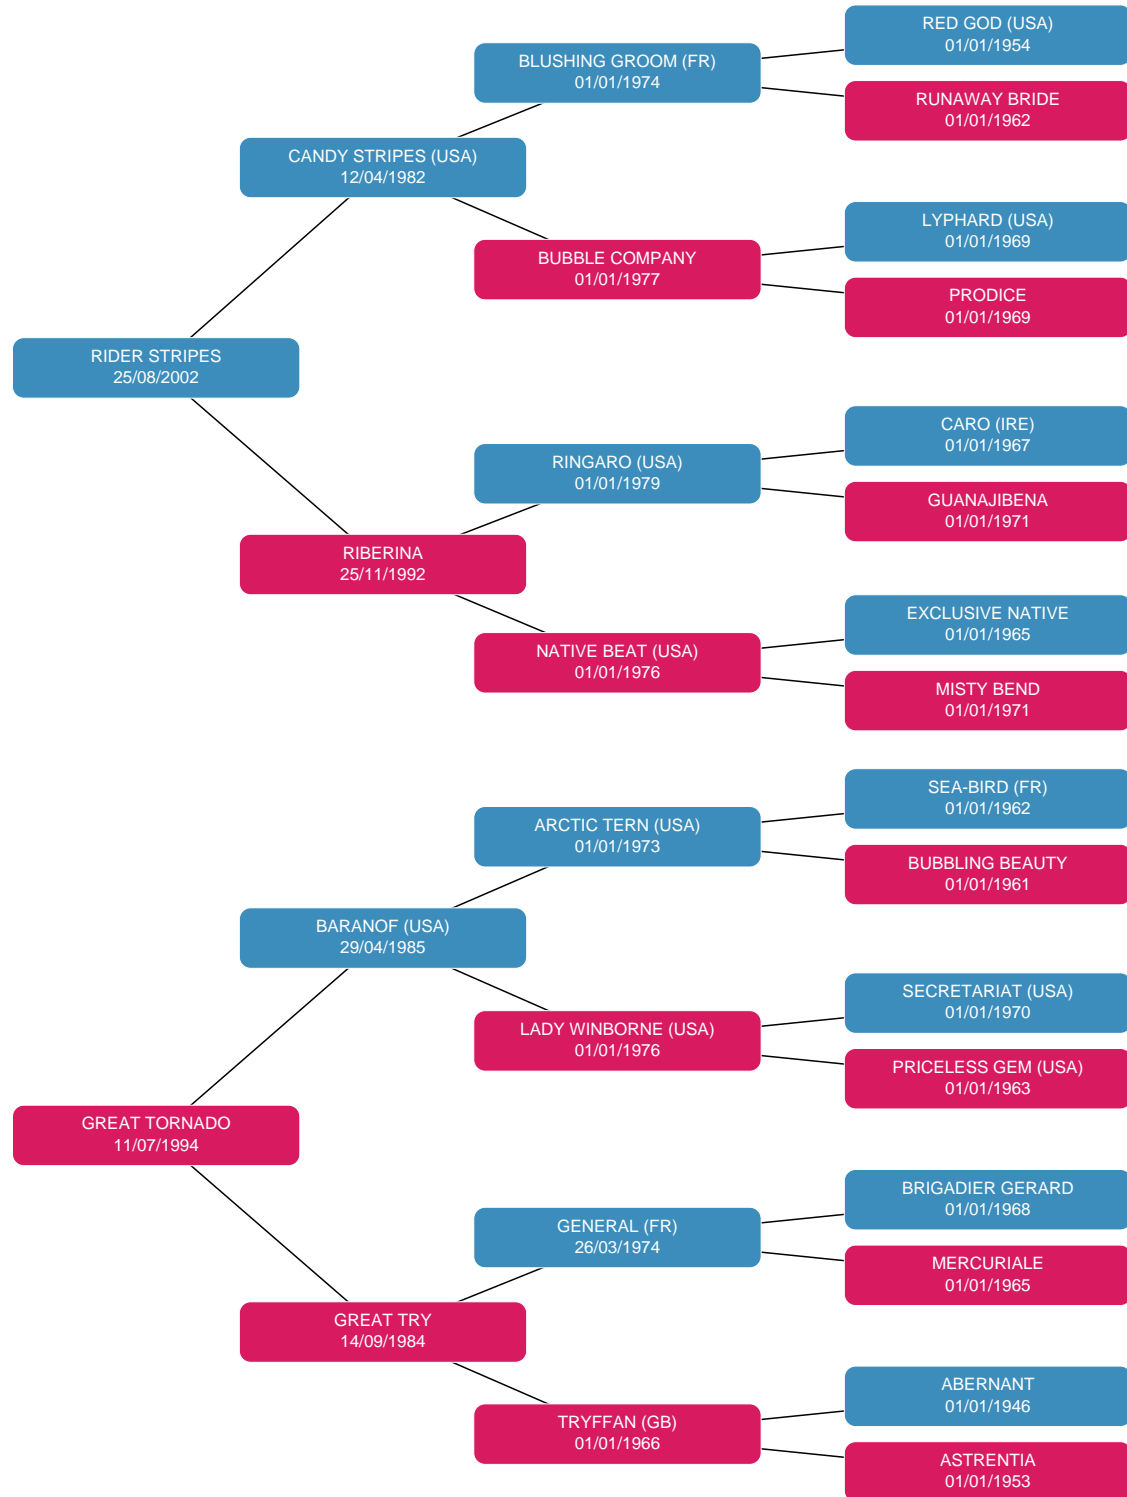 RED GOD (USA)
01/01/1954
BLUSHING GROOM (FR)
01/01/1974
RUNAWAY BRIDE
01/01/1962
CANDY STRIPES (USA)
12/04/1982
LYPHARD (USA)
01/01/1969
BUBBLE COMPANY
01/01/1977
PRODICE
01/01/1969
RIDER STRIPES
25/08/2002
CARO (IRE)
01/01/1967
RINGARO (USA)
01/01/1979
GUANAJIBENA
01/01/1971
RIBERINA
25/11/1992
EXCLUSIVE NATIVE
01/01/1965
NATIVE BEAT (USA)
01/01/1976
MISTY BEND
01/01/1971
SEA-BIRD (FR)
01/01/1962
ARCTIC TERN (USA)
01/01/1973
BUBBLING BEAUTY
01/01/1961
BARANOF (USA)
29/04/1985
SECRETARIAT (USA)
01/01/1970
LADY WINBORNE (USA)
01/01/1976
PRICELESS GEM (USA)
01/01/1963
GREAT TORNADO
11/07/1994
BRIGADIER GERARD
01/01/1968
GENERAL (FR)
26/03/1974
MERCURIALE
01/01/1965
GREAT TRY
14/09/1984
ABERNANT
01/01/1946
TRYFFAN (GB)
01/01/1966
ASTRENTIA
01/01/1953